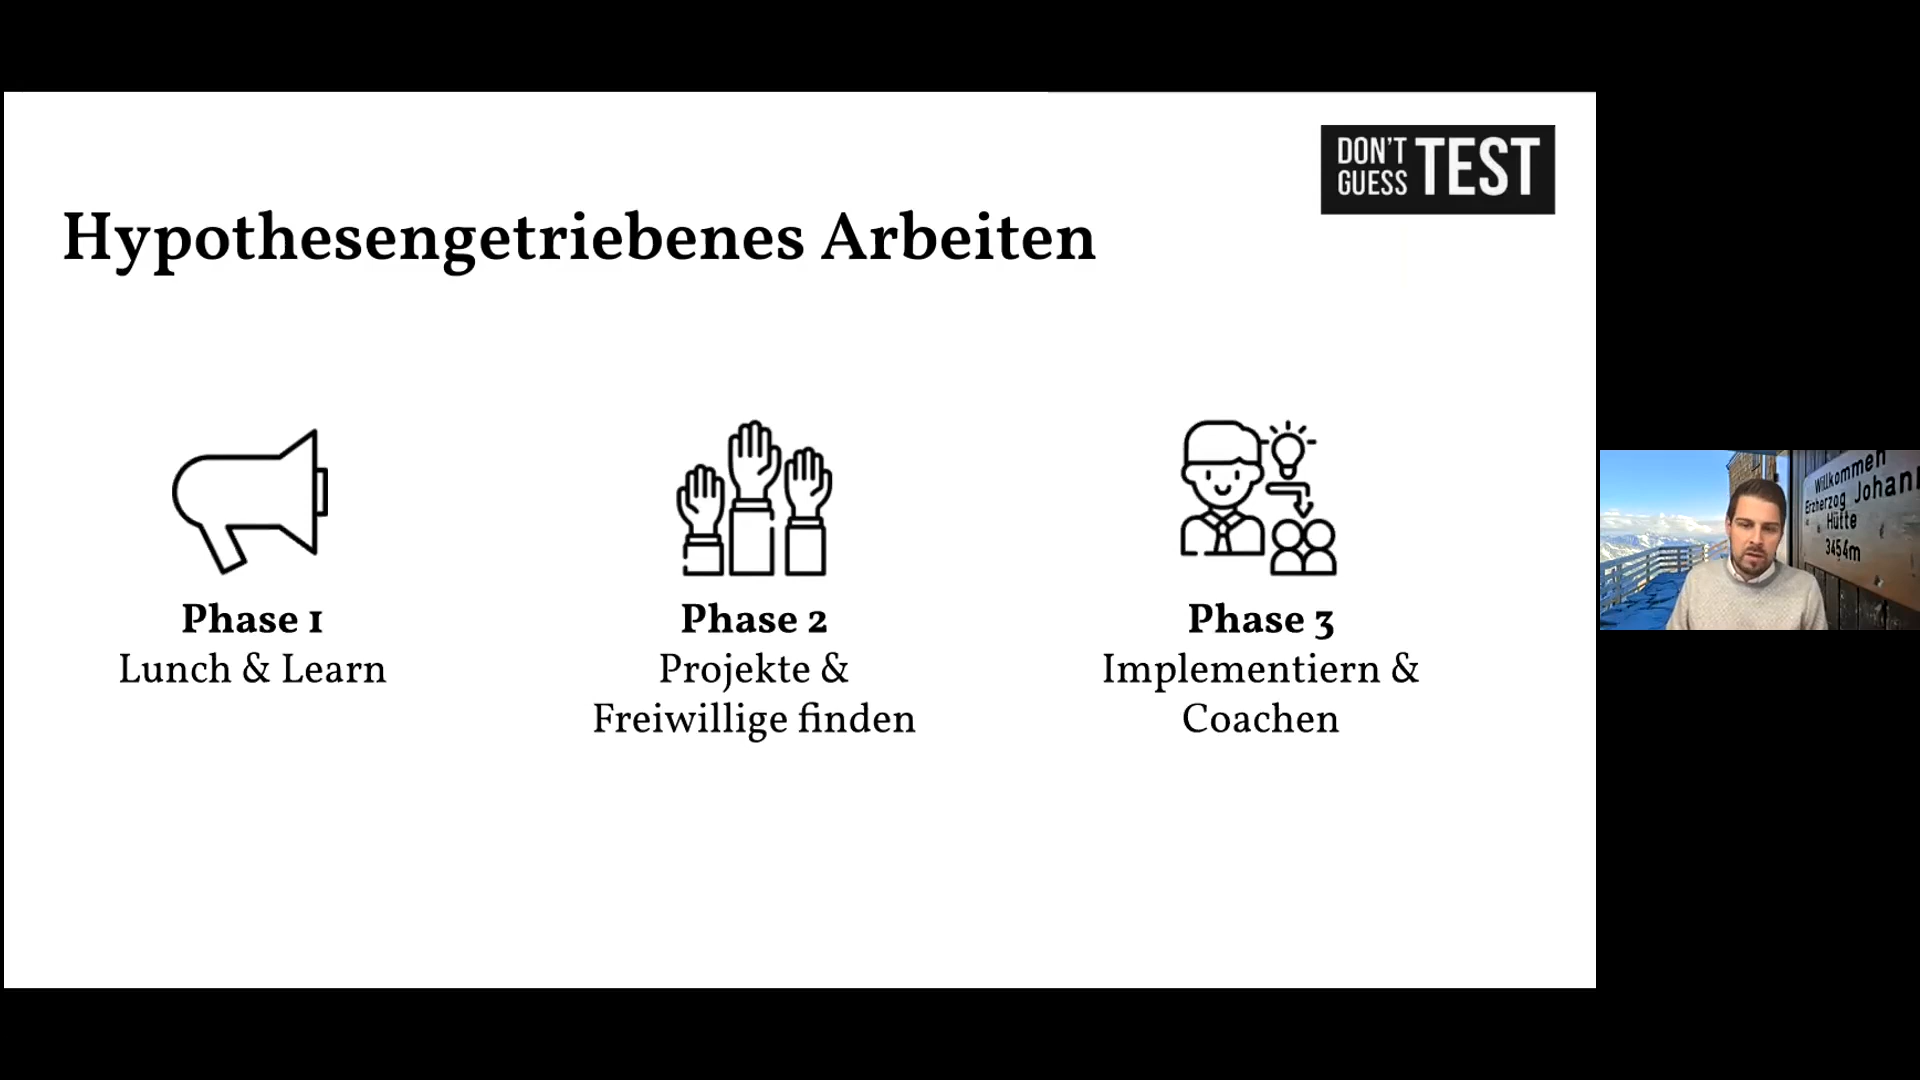 DON'T
GUESS TEST
Hypothesengetriebenes Arbeiten
Phase 1
Lunch & Learn
Phase 2
Projekte &
Freiwillige finden
Phase 3
Implementiern &
Coachen
Willkommen
Erzherzog Johann
Hütte
3454m